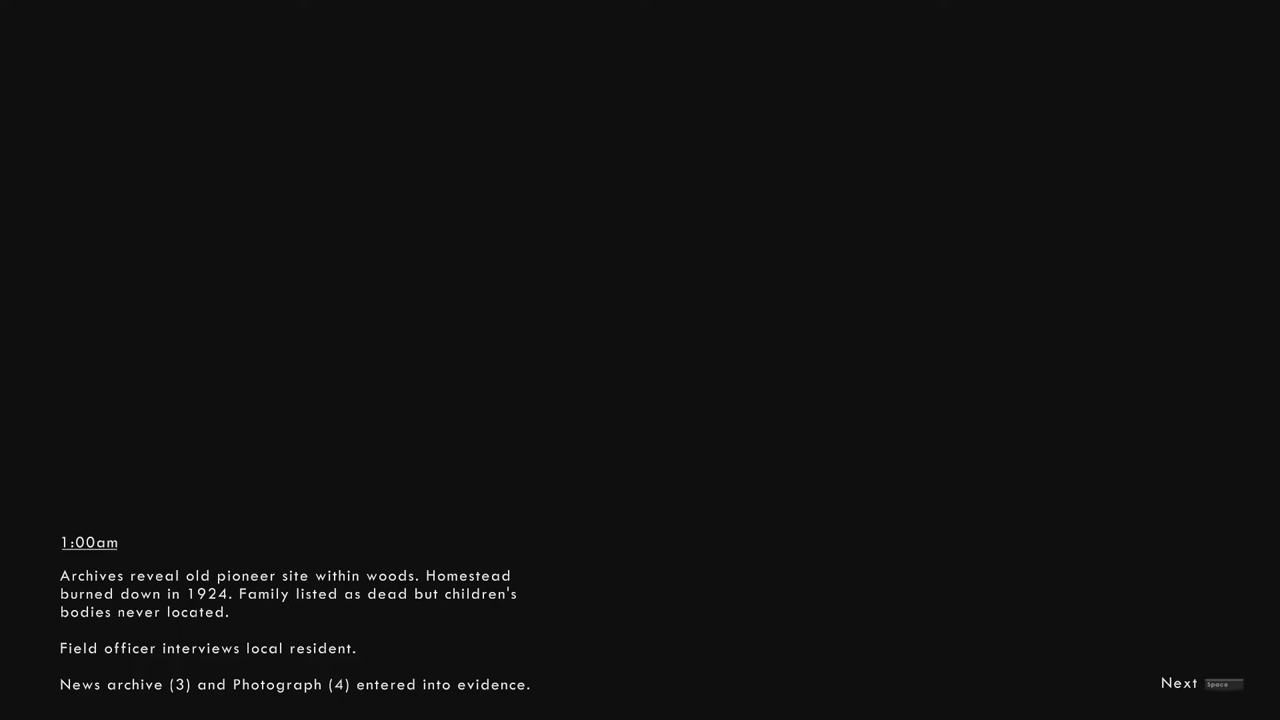 1:00am
Archives reveal old pioneer site within woods. Homestead
burned down in 1924. Family listed as dead but children's
bodies never located.
Field officer interviews local resident.
News archive (3) and Photograph (4) entered into evidence.
Next Space